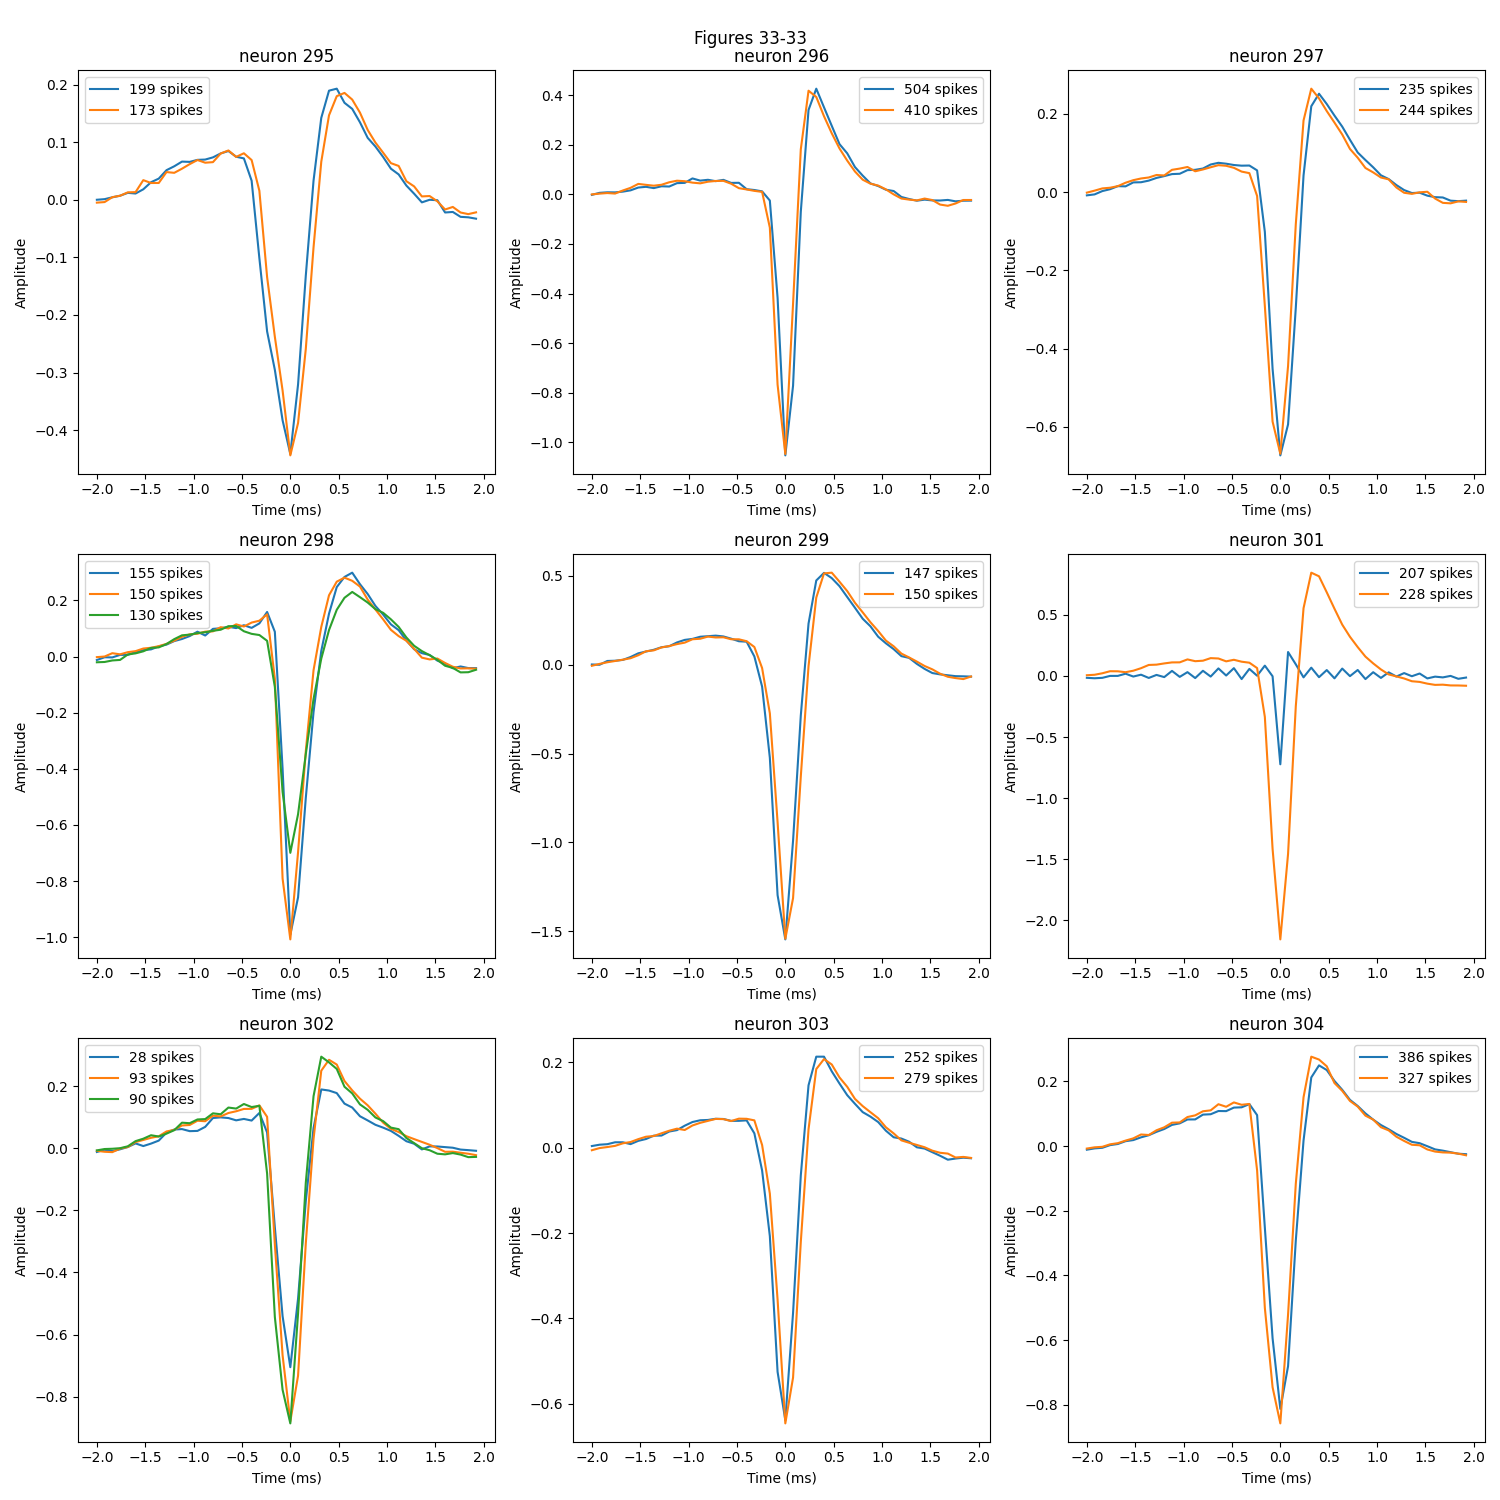 Figures 33-33
neuron 295
199 spikes
173 spikes
0.2
0.1
0.0
−0.1
−0.2
−0.3
−0.4
Amplitude
−2.0 −1.5 −1.0 −0.5 0.0 0.5 1.0 1.5 2.0
Time (ms)
neuron 296
504 spikes
410 spikes
0.4
0.2
0.0
−0.2
−0.4
−0.6
−0.8
−1.0
Amplitude
−2.0 −1.5 −1.0 −0.5 0.0 0.5 1.0 1.5 2.0
Time (ms)
neuron 297
235 spikes
244 spikes
0.2
0.0
−0.2
−0.4
−0.6
Amplitude
−2.0 −1.5 −1.0 −0.5 0.0 0.5 1.0 1.5 2.0
Time (ms)
neuron 298
155 spikes
150 spikes
130 spikes
0.2
0.0
−0.2
−0.4
−0.6
−0.8
−1.0
Amplitude
−2.0 −1.5 −1.0 −0.5 0.0 0.5 1.0 1.5 2.0
Time (ms)
neuron 299
147 spikes
150 spikes
0.5
0.0
−0.5
−1.0
−1.5
Amplitude
−2.0 −1.5 −1.0 −0.5 0.0 0.5 1.0 1.5 2.0
Time (ms)
neuron 301
207 spikes
228 spikes
0.5
0.0
−0.5
−1.0
−1.5
−2.0
Amplitude
−2.0 −1.5 −1.0 −0.5 0.0 0.5 1.0 1.5 2.0
Time (ms)
neuron 302
28 spikes
93 spikes
90 spikes
0.2
0.0
−0.2
−0.4
−0.6
−0.8
Amplitude
−2.0 −1.5 −1.0 −0.5 0.0 0.5 1.0 1.5 2.0
Time (ms)
neuron 303
252 spikes
279 spikes
0.2
0.0
−0.2
−0.4
−0.6
Amplitude
−2.0 −1.5 −1.0 −0.5 0.0 0.5 1.0 1.5 2.0
Time (ms)
neuron 304
386 spikes
327 spikes
0.2
0.0
−0.2
−0.4
−0.6
−0.8
Amplitude
−2.0 −1.5 −1.0 −0.5 0.0 0.5 1.0 1.5 2.0
Time (ms)